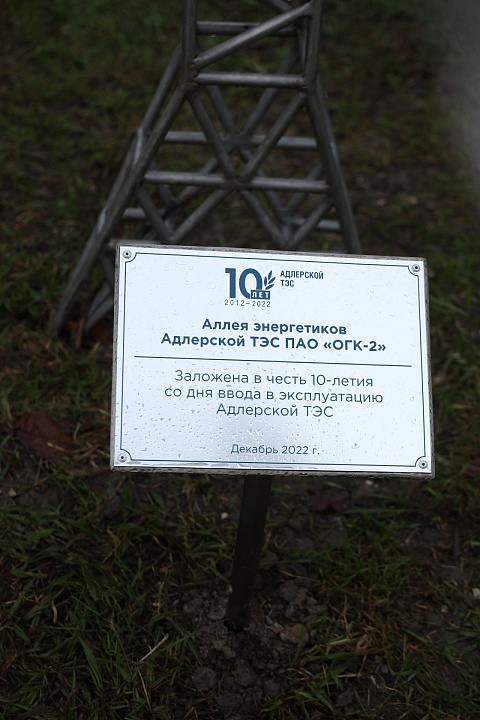 10 ЛЕТ
АДЛЕРСКОЙ
ТЭС
2012-2022
Аллея энергетиков
Адлерской ТЭС ПАО «ОГК-2»
Заложена в честь 10-летия
со дня ввода в эксплуатацию
Адлерской ТЭС
Декабрь 2022 г.